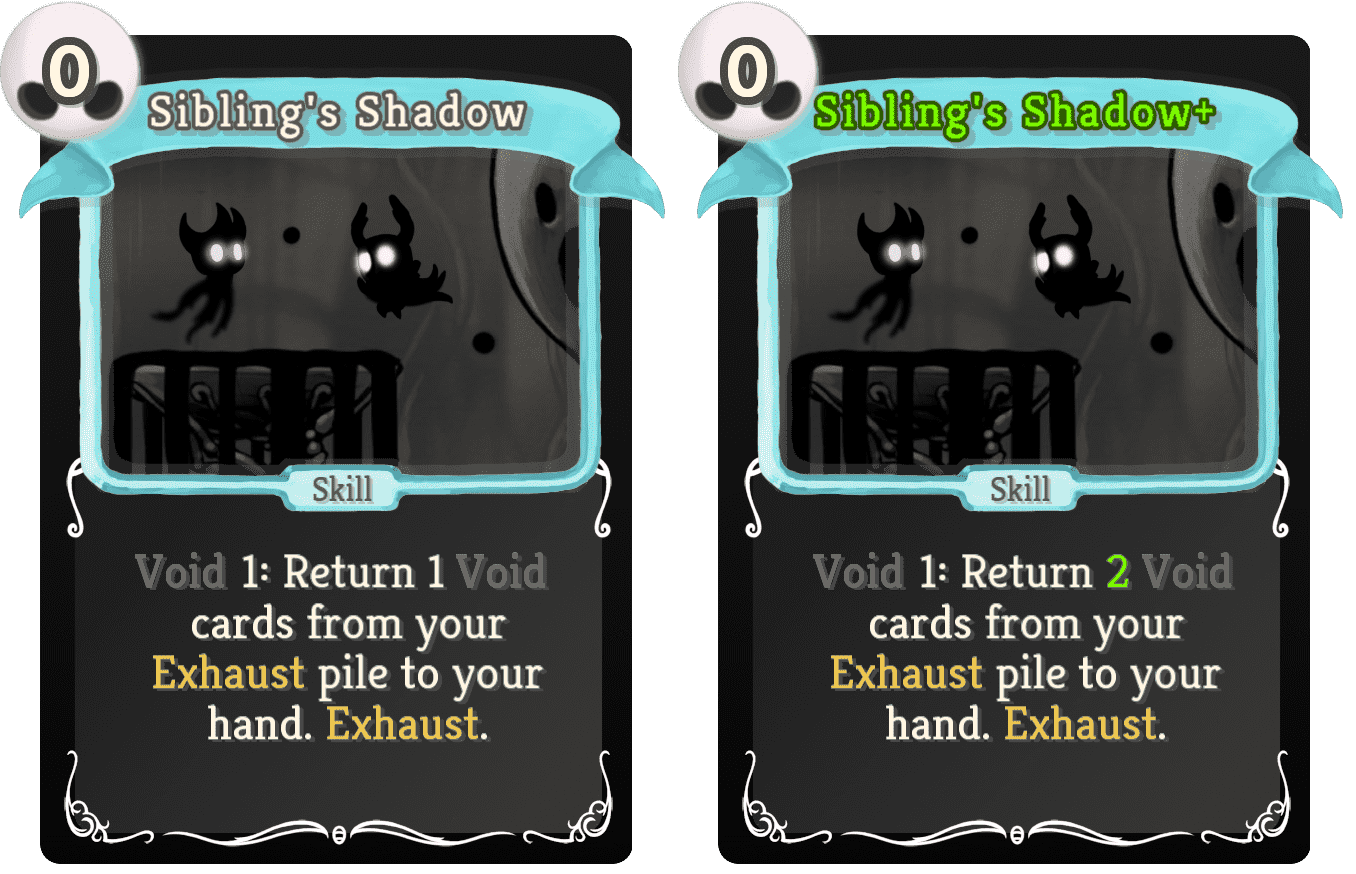 0
Sibling's Shadow
Skill
Void 1: Return 1 Void
cards from your
Exhaust pile to your
hand. Exhaust.
0
Sibling's Shadow+
Skill
Void 1: Return 2 Void
cards from your
Exhaust pile to your
hand. Exhaust.